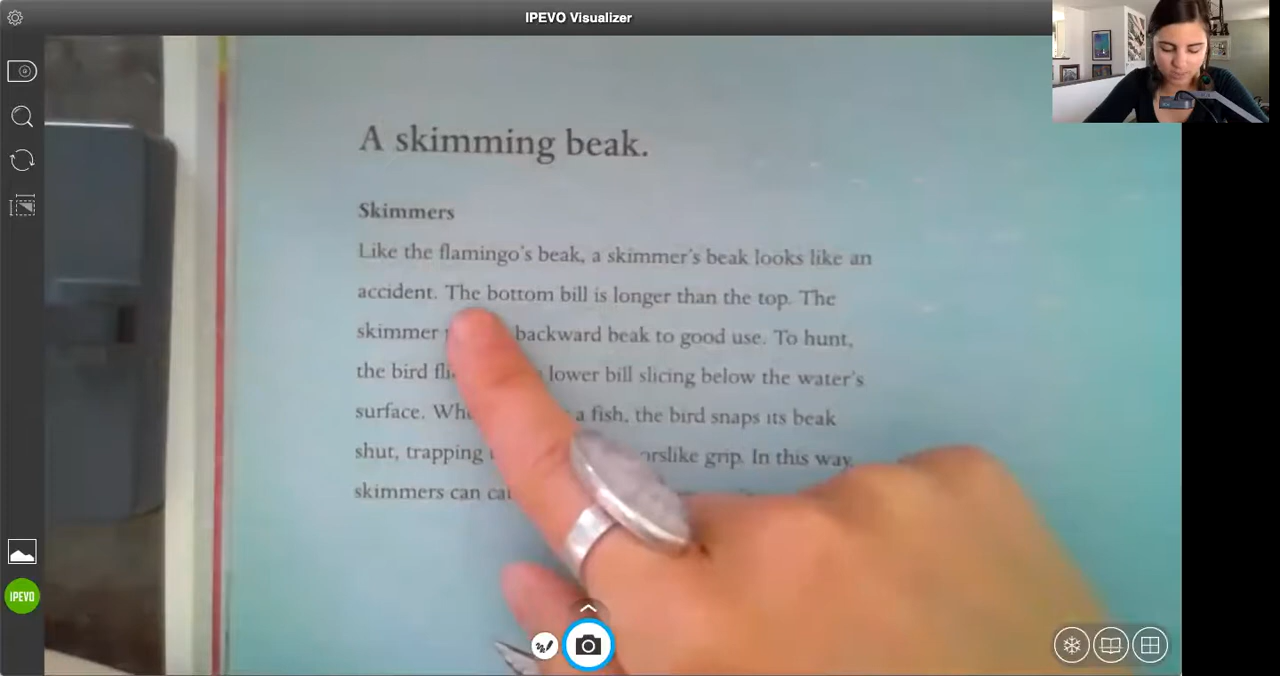 IPEVO Visualizer
A skimming beak.
Skimmers
Like the flamingo's beak, a skimmer's beak looks like an
accident. The bottom bill is longer than the top. The
skimmer backward beak to good use. To hunt,
the bird lower bill slicing below the water's
surface. a fish, the bird snaps its beak
shut, trapping grip. In this way,
skimmers can
IPEVO